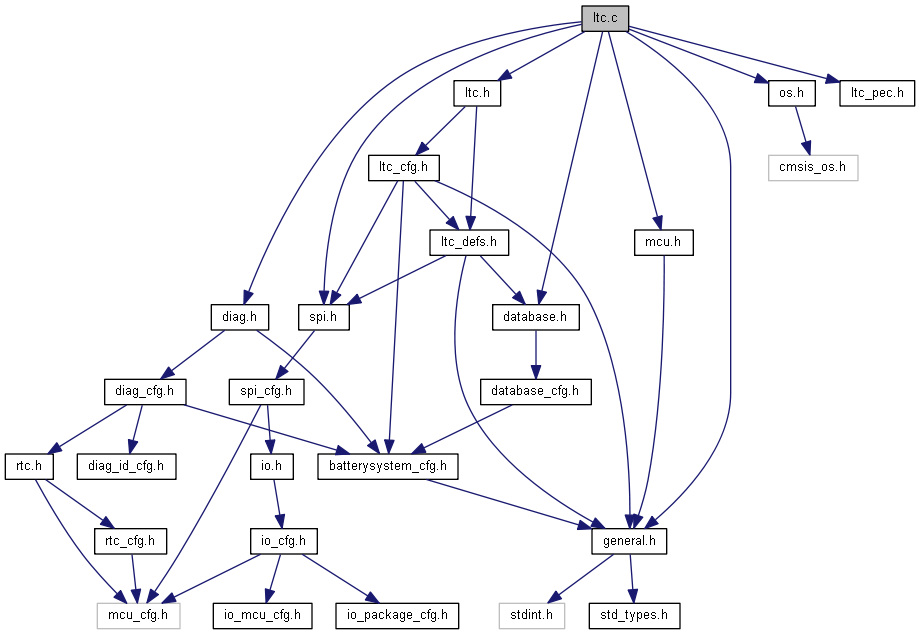 ltc.c
ltc.h
os.h
ltc_pec.h
ltc_cfg.h
cmsis_os.h
ltc_defs.h
mcu.h
diag.h
spi.h
database.h
diag_cfg.h
spi_cfg.h
database_cfg.h
rtc.h
diag_id_cfg.h
io.h
batterysystem_cfg.h
rtc_cfg.h
io_cfg.h
general.h
mcu_cfg.h
io_mcu_cfg.h
io_package_cfg.h
stdint.h
std_types.h